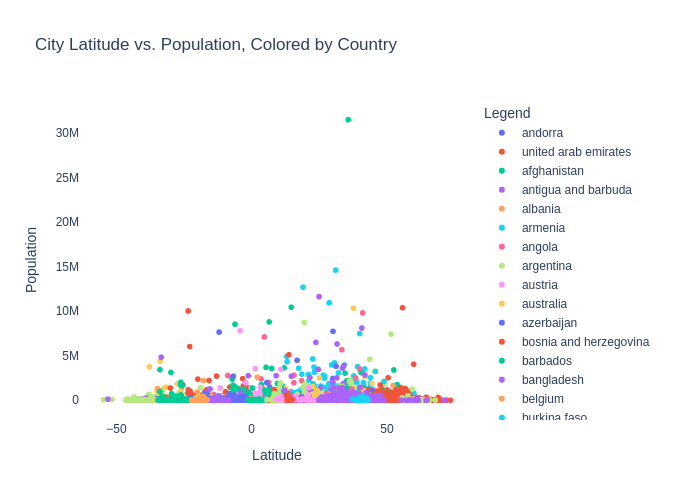 City Latitude vs. Population, Colored by Country
Legend
andorra
united arab emirates
afghanistan
antigua and barbuda
albania
armenia
angola
argentina
austria
australia
azerbaijan
bosnia and herzegovina
barbados
bangladesh
belgium
burkina faso
30M
25M
20M
15M
10M
5M
0
Population
−50
0
50
Latitude